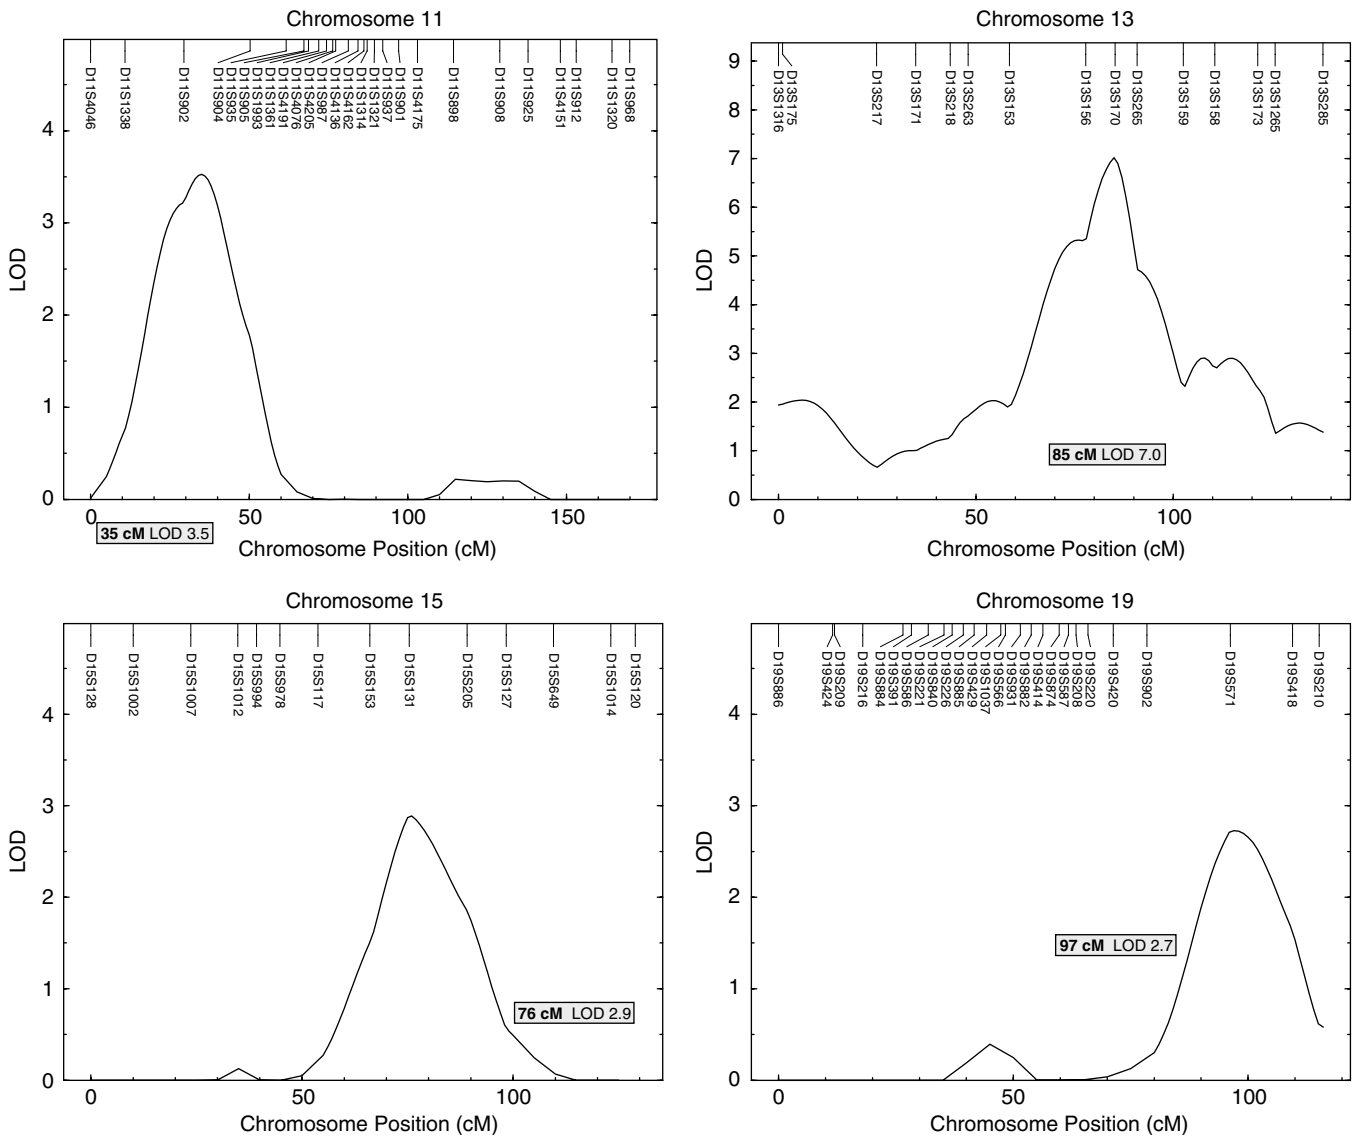 Chromosome 11
D11S4046
D11S1338
D11S902
D11S904
D11S935
D11S905
D11S1993
D11S1361
D11S4191
D11S4076
D11S4205
D11S987
D11S4136
D11S4162
D11S1314
D11S1321
D11S937
D11S901
D11S4175
D11S898
D11S908
D11S925
D11S4151
D11S912
D11S1320
D11S968
4
3
2
1
0
LOD
0
50
100
150
35 cM LOD 3.5
Chromosome Position (cM)
Chromosome 13
D13S1316
D13S175
D13S217
D13S171
D13S218
D13S263
D13S153
D13S156
D13S170
D13S265
D13S159
D13S158
D13S173
D13S1265
D13S285
9
8
7
6
5
4
3
2
1
0
LOD
85 cM LOD 7.0
0
50
100
Chromosome Position (cM)
Chromosome 15
D15S128
D15S1002
D15S1007
D15S1012
D15S994
D15S978
D15S117
D15S153
D15S131
D15S205
D15S127
D15S649
D15S1014
D15S120
4
3
2
1
0
LOD
76 cM LOD 2.9
0
50
100
Chromosome Position (cM)
Chromosome 19
D19S886
D19S424
D19S209
D19S216
D19S884
D19S391
D19S586
D19S221
D19S840
D19S226
D19S885
D19S429
D19S1037
D19S566
D19S931
D19S882
D19S414
D19S874
D19S587
D19S208
D19S220
D19S420
D19S902
D19S571
D19S418
D19S210
4
3
2
1
0
LOD
97 cM LOD 2.7
0
50
100
Chromosome Position (cM)